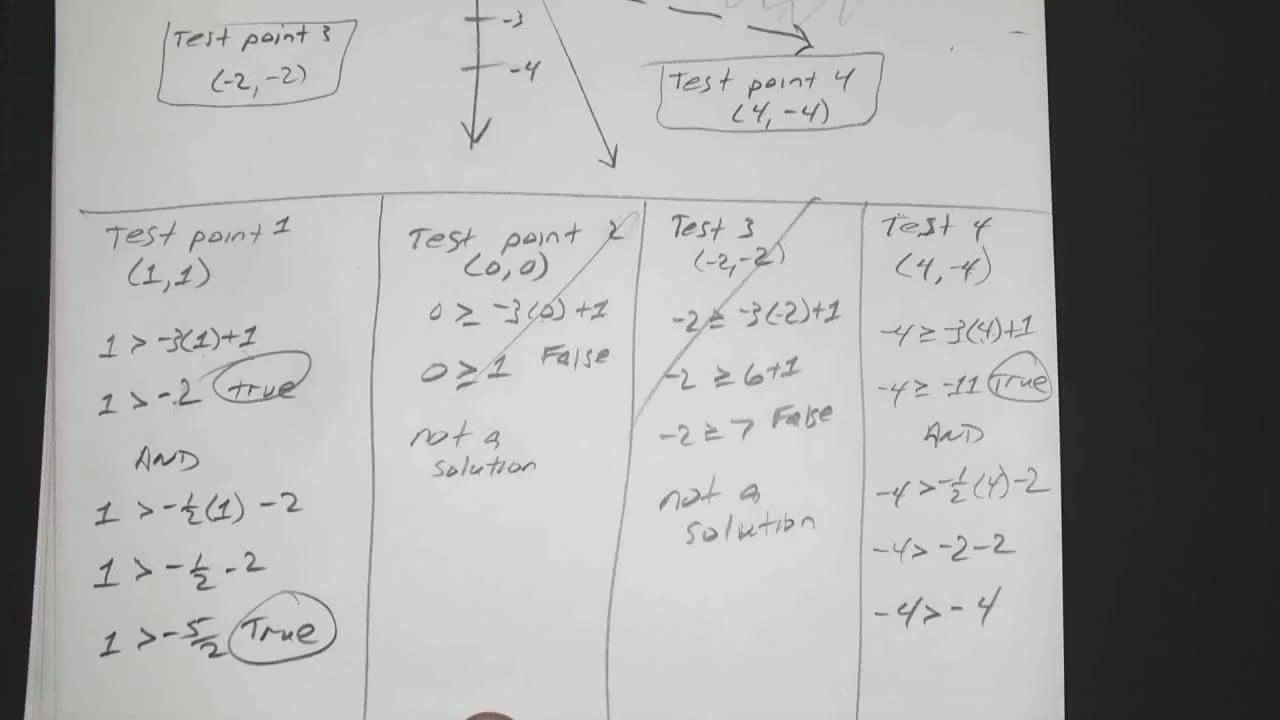 -3
-4
Test point 3
(-2, -2)
Test point 4
(4, -4)
Test point 1
(1, 1)
1 > -3(1)+1
1 > -2 True
AND
1 > -½(1) - 2
1 > -½ - 2
1 > -5/2 True
Test point 2
(0, 0)
0 ≥ -3(0) +1
0 ≥ 1 False
not a
solution
Test 3
(-2, -2)
-2 ≥ -3(-2)+1
-2 ≥ 6+1
-2 ≥ 7 False
not a
solution
Test 4
(4, -4)
-4 ≥ -3(4)+1
-4 ≥ -11 True
AND
-4 > -½(4) - 2
-4 > -2 - 2
-4 > -4